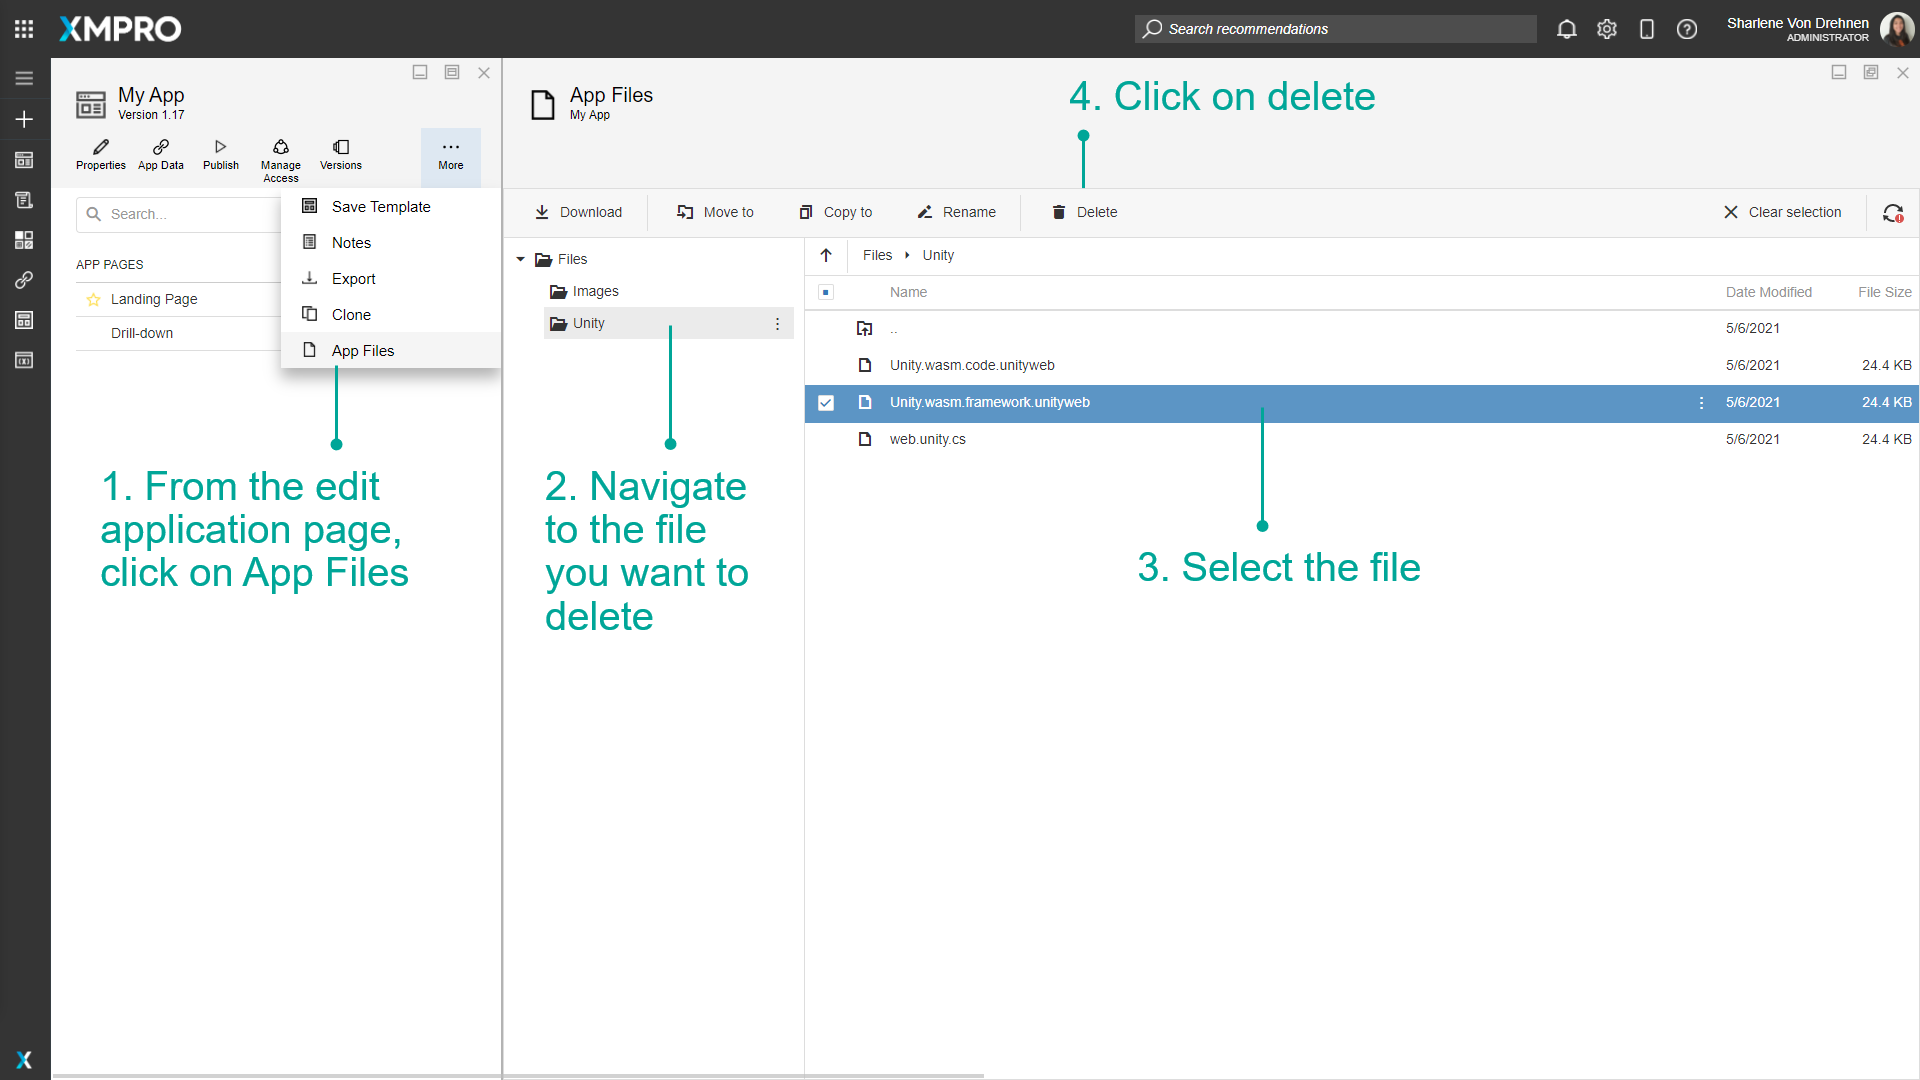 XMPRO
Search recommendations
Sharlene Von Drehnen
ADMINISTRATOR
My App
Version 1.17
Properties
App Data
Publish
Manage
Access
Versions
More
Search...
APP PAGES
Landing Page
Drill-down
Save Template
Notes
Export
Clone
App Files
1. From the edit
application page,
click on App Files
App Files
My App
4. Click on delete
Download
Move to
Copy to
Rename
Delete
Clear selection
Files
Images
Unity
2. Navigate
to the file
you want to
delete
Files Unity
Name Date Modified File Size
.. 5/6/2021
Unity.wasm.code.unityweb 5/6/2021 24.4 KB
Unity.wasm.framework.unityweb 5/6/2021 24.4 KB
web.unity.cs 5/6/2021 24.4 KB
3. Select the file